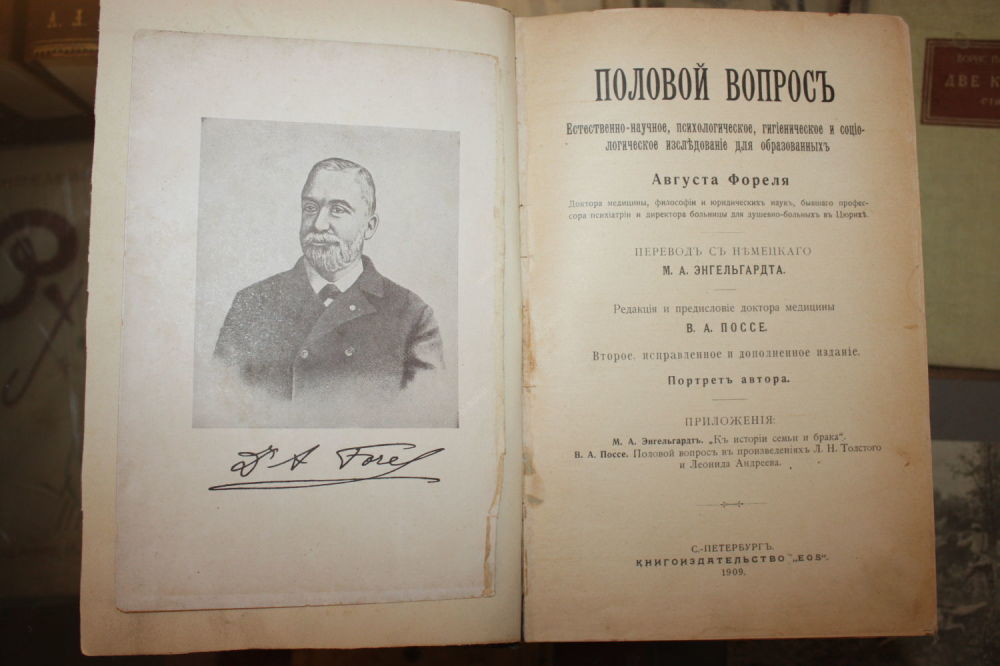 А. А.
Dr A Forel
ПОЛОВОЙ ВОПРОСЪ
Естественно-научное, психологическое, гигіеническое и соціо-
логическое изслѣдованіе для образованныхъ
Августа Фореля
Доктора медицины, философіи и юридическихъ наукъ, бывшаго профес-
сора психіатріи и директора больницы для душевно-больныхъ въ Цюрихѣ.
ПЕРЕВОДЪ СЪ НѢМЕЦКАГО
М. А. ЭНГЕЛЬГАРДТА.
Редакція и предисловіе доктора медицины
В. А. ПОССЕ.
Второе, исправленное и дополненное изданіе.
Портретъ автора.
ПРИЛОЖЕНІЯ:
М. А. Энгельгардтъ. „Къ исторіи семьи и брака“.
В. А. Поссе. Половой вопросъ въ произведеніяхъ Л. Н. Толстого
и Леонида Андреева.
С.-ПЕТЕРБУРГЪ.
КНИГОИЗДАТЕЛЬСТВО „EOS“.
1909.
БОРИС
ДВЕ